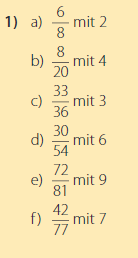 1) a) 6/8 mit 2
b) 8/20 mit 4
c) 33/36 mit 3
d) 30/54 mit 6
e) 72/81 mit 9
f) 42/77 mit 7